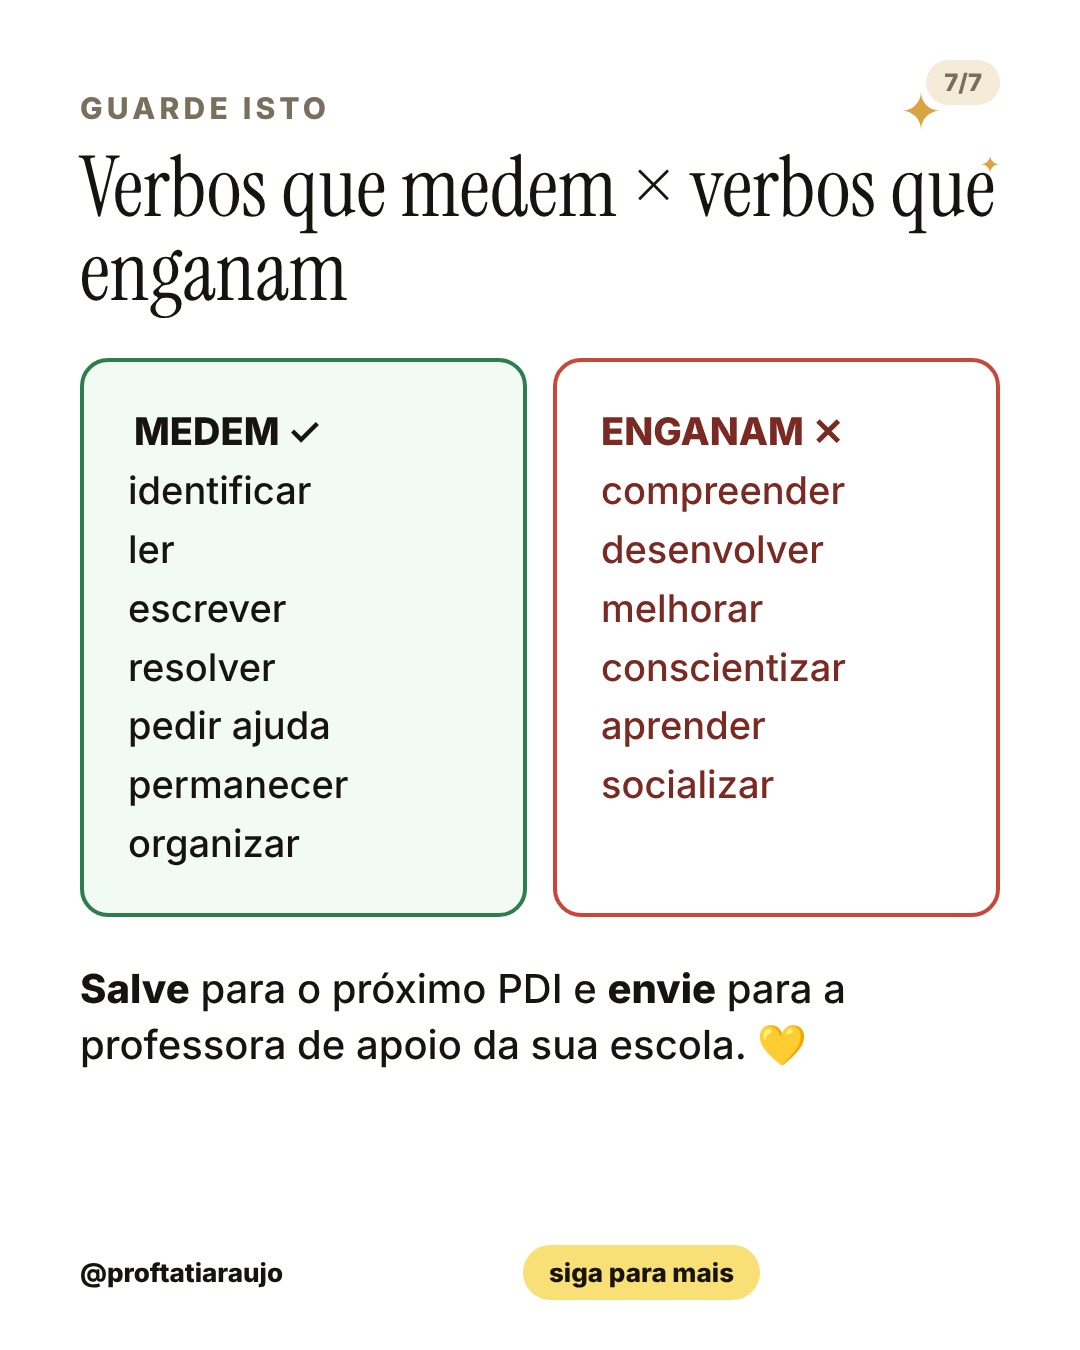 GUARDE ISTO
7/7
Verbos que medem × verbos que
enganam
MEDEM ✓
identificar
ler
escrever
resolver
pedir ajuda
permanecer
organizar
ENGANAM ✕
compreender
desenvolver
melhorar
conscientizar
aprender
socializar
Salve para o próximo PDI e envie para a
professora de apoio da sua escola. 💛
@proftatiaraujo
siga para mais